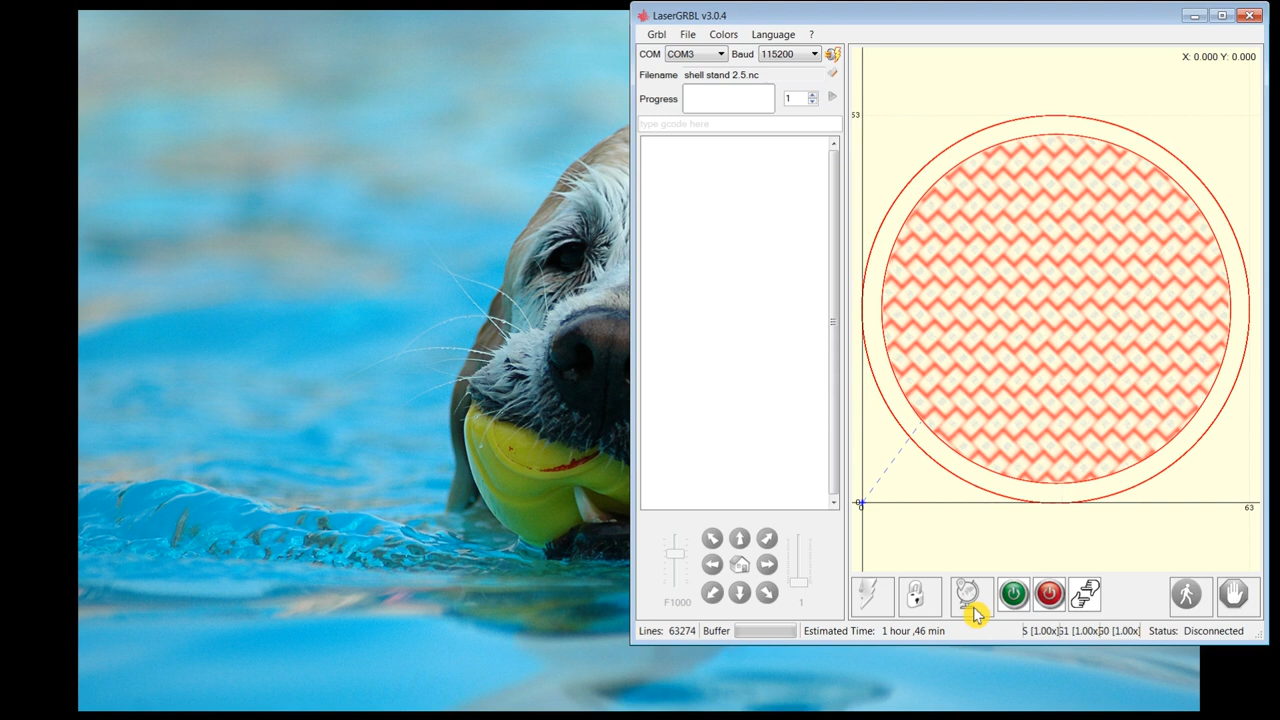 LaserGRBL v3.0.4
Grbl File Colors Language ?
COM COM3 Baud 115200
Filename shell stand 2.5.nc
Progress 1
type gcode here
X: 0.000 Y: 0.000
53
0
0
63
F1000
1
Lines: 63274 Buffer Estimated Time: 1 hour ,46 min S [1.00x] G1 [1.00x] G0 [1.00x] Status: Disconnected